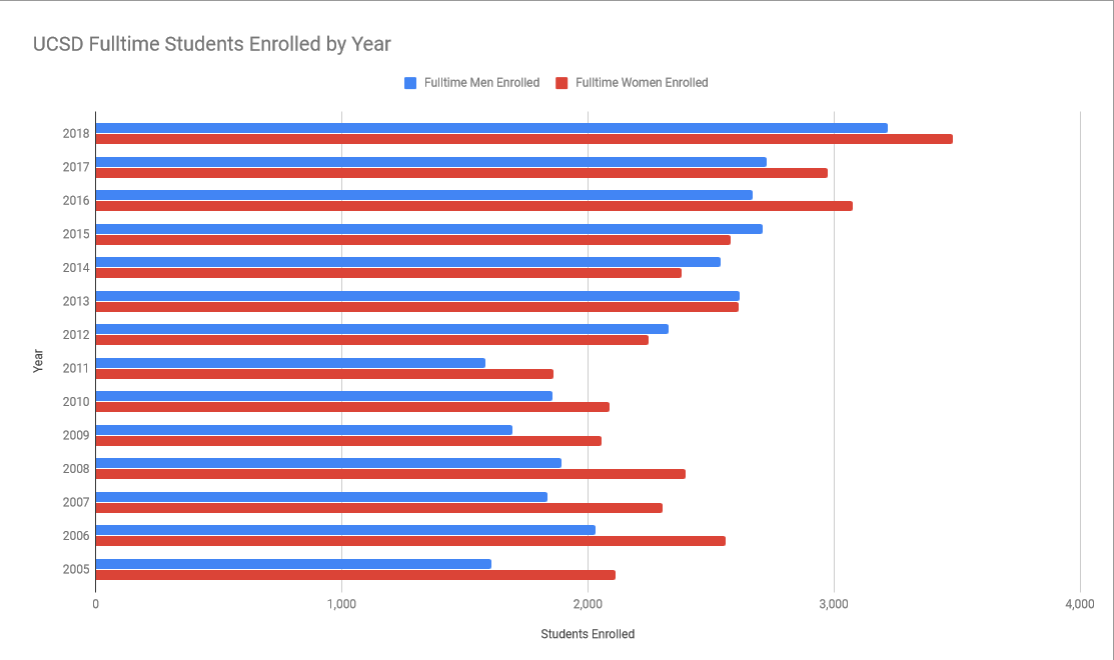 UCSD Fulltime Students Enrolled by Year
Fulltime Men Enrolled Fulltime Women Enrolled
2018
2017
2016
2015
2014
2013
2012
2011
2010
2009
2008
2007
2006
2005
Year
0 1,000 2,000 3,000 4,000
Students Enrolled